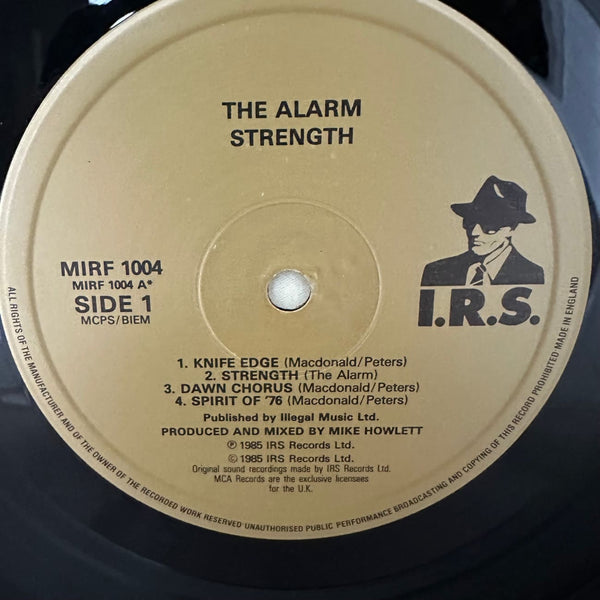 THE ALARM
STRENGTH
MIRF 1004
MIRF 1004 A*
SIDE 1
MCPS/BIEM
I.R.S.
1. KNIFE EDGE (Macdonald/Peters)
2. STRENGTH (The Alarm)
3. DAWN CHORUS (Macdonald/Peters)
4. SPIRIT OF '76 (Macdonald/Peters)
Published by Illegal Music Ltd.
PRODUCED AND MIXED BY MIKE HOWLETT
℗ 1985 IRS Records Ltd.
© 1985 IRS Records Ltd.
Original sound recordings made by IRS Records Ltd.
MCA Records are the exclusive licensees
for the U.K.
ALL RIGHTS OF THE MANUFACTURER AND OF THE OWNER OF THE RECORDED WORK RESERVED UNAUTHORISED PUBLIC PERFORMANCE BROADCASTING AND COPYING OF THIS RECORD PROHIBITED MADE IN ENGLAND